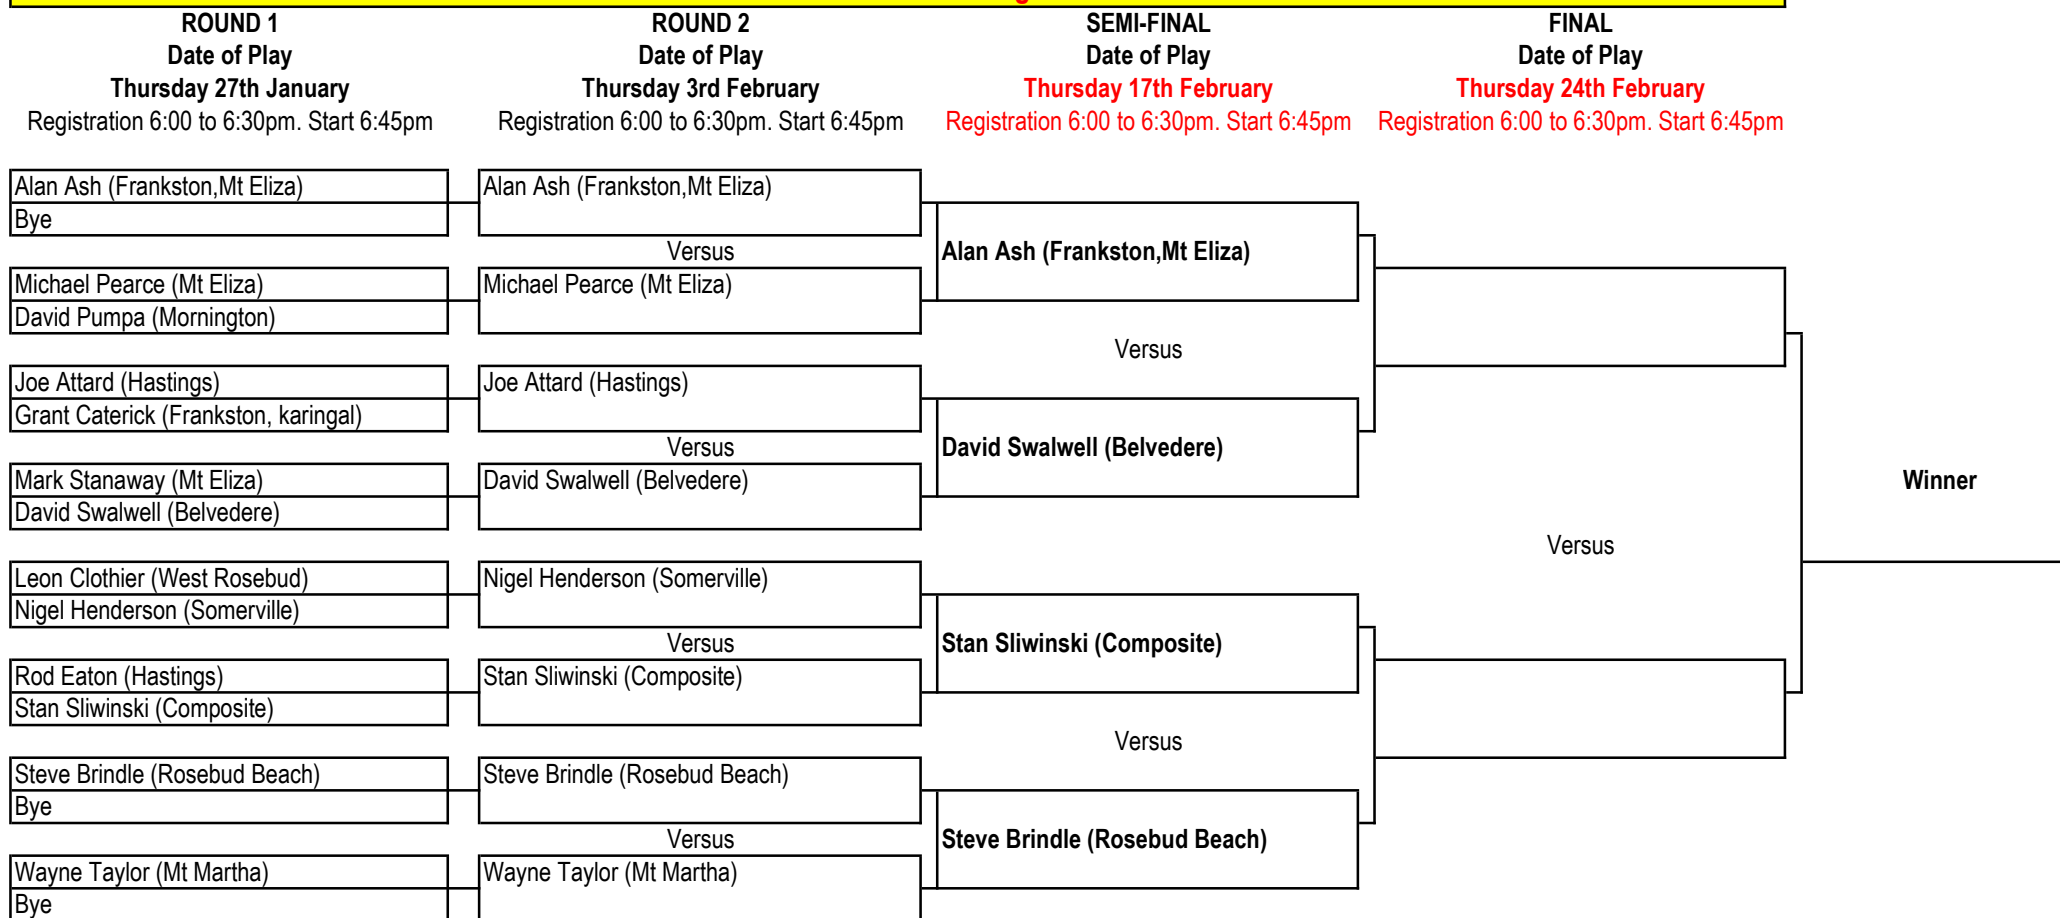 ROUND 1
Date of Play
Thursday 27th January
Registration 6:00 to 6:30pm. Start 6:45pm
ROUND 2
Date of Play
Thursday 3rd February
Registration 6:00 to 6:30pm. Start 6:45pm
SEMI-FINAL
Date of Play
Thursday 17th February
Registration 6:00 to 6:30pm. Start 6:45pm
FINAL
Date of Play
Thursday 24th February
Registration 6:00 to 6:30pm. Start 6:45pm
Alan Ash (Frankston,Mt Eliza)
Bye
Michael Pearce (Mt Eliza)
David Pumpa (Mornington)
Joe Attard (Hastings)
Grant Caterick (Frankston, karingal)
Mark Stanaway (Mt Eliza)
David Swalwell (Belvedere)
Leon Clothier (West Rosebud)
Nigel Henderson (Somerville)
Rod Eaton (Hastings)
Stan Sliwinski (Composite)
Steve Brindle (Rosebud Beach)
Bye
Wayne Taylor (Mt Martha)
Bye
Alan Ash (Frankston,Mt Eliza)
Versus
Michael Pearce (Mt Eliza)
Joe Attard (Hastings)
Versus
David Swalwell (Belvedere)
Nigel Henderson (Somerville)
Versus
Stan Sliwinski (Composite)
Steve Brindle (Rosebud Beach)
Versus
Wayne Taylor (Mt Martha)
Alan Ash (Frankston,Mt Eliza)
Versus
David Swalwell (Belvedere)
Stan Sliwinski (Composite)
Versus
Steve Brindle (Rosebud Beach)
Versus
Winner